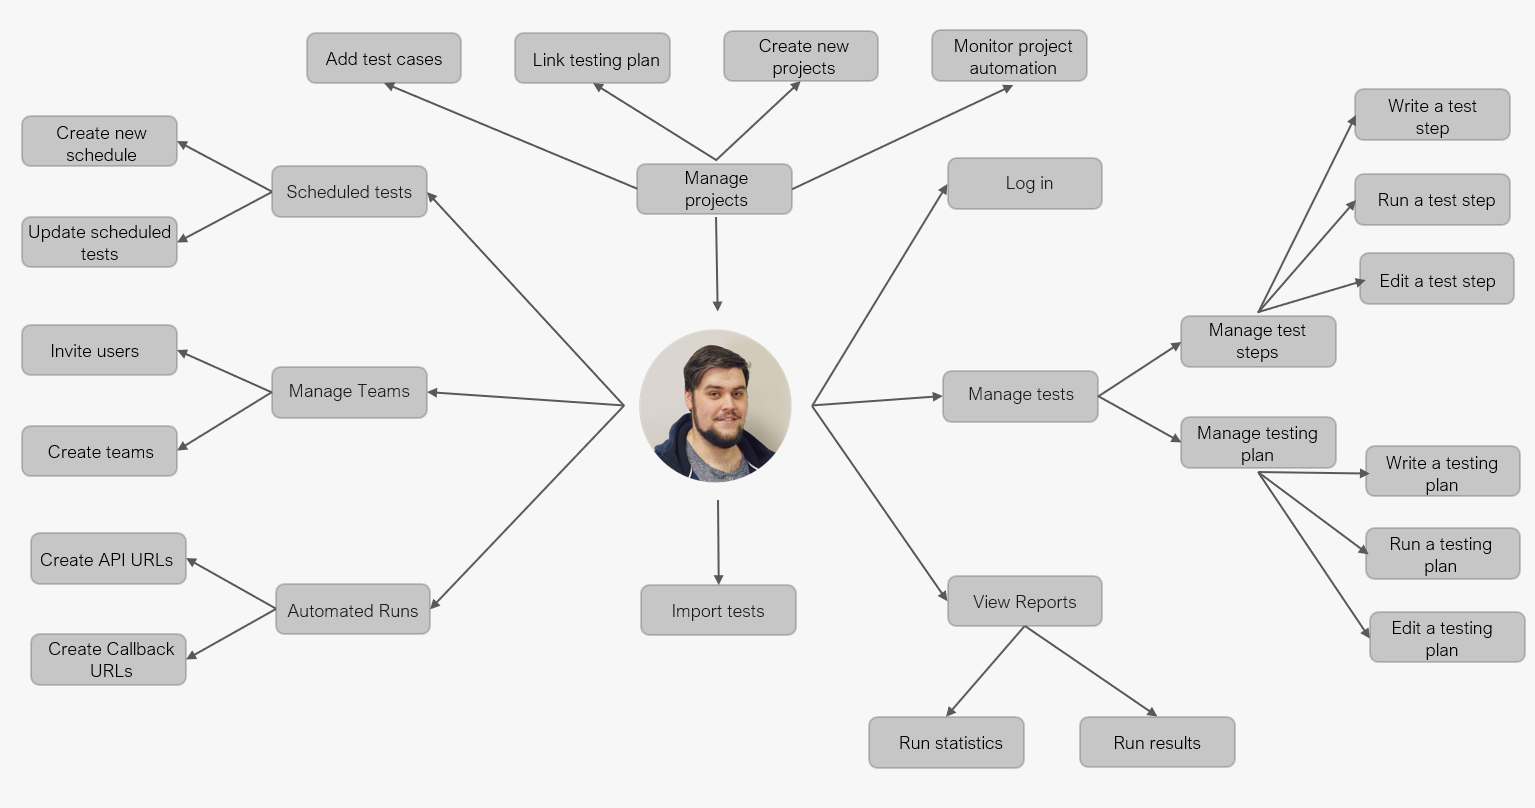 Add test cases
Link testing plan
Create new
projects
Monitor project
automation
Create new
schedule
Update scheduled
tests
Scheduled tests
Manage
projects
Log in
Write a test
step
Run a test step
Edit a test step
Manage test
steps
Invite users
Create teams
Manage Teams
Manage tests
Manage testing
plan
Write a testing
plan
Run a testing
plan
Edit a testing
plan
Create API URLs
Create Callback
URLs
Automated Runs
Import tests
View Reports
Run statistics
Run results